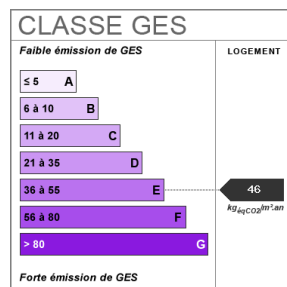 CLASSE GES
Faible émission de GES
LOGEMENT
≤ 5 A
6 à 10 B
11 à 20 C
21 à 35 D
36 à 55 E
46
kgéqCO2/m².an
56 à 80 F
> 80 G
Forte émission de GES